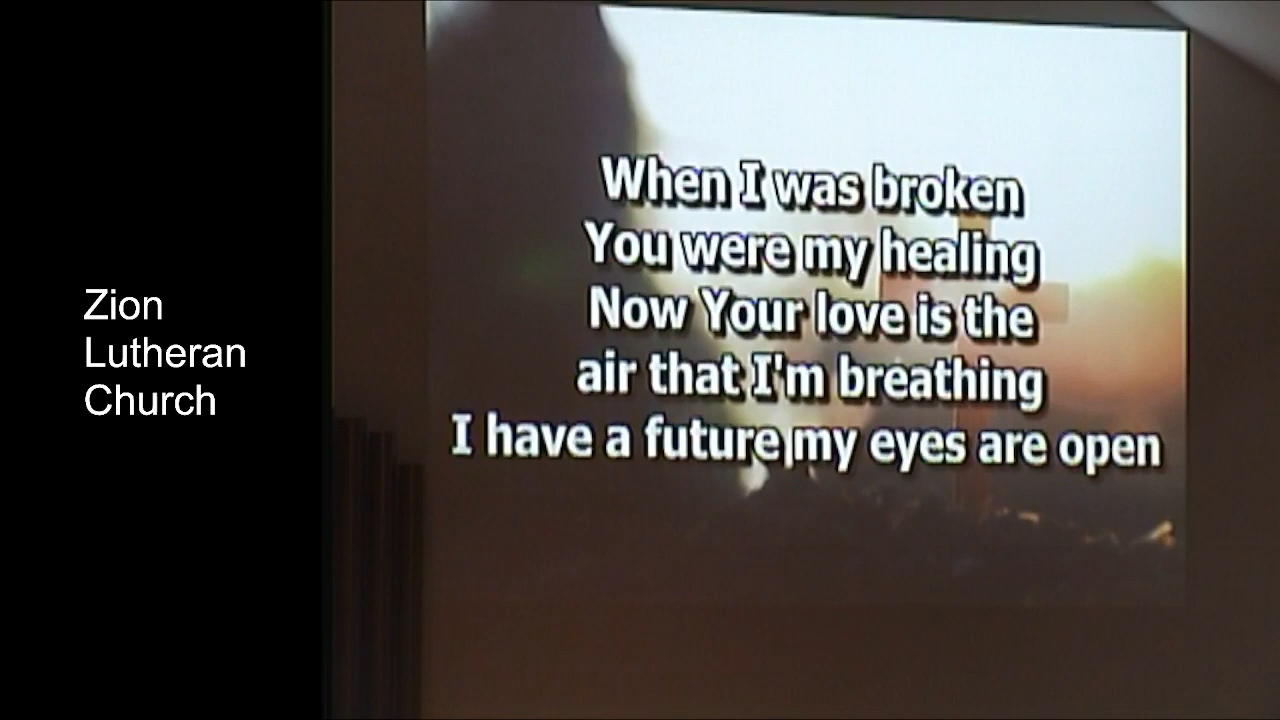 Zion
Lutheran
Church
When I was broken
You were my healing
Now Your love is the
air that I'm breathing
I have a future my eyes are open